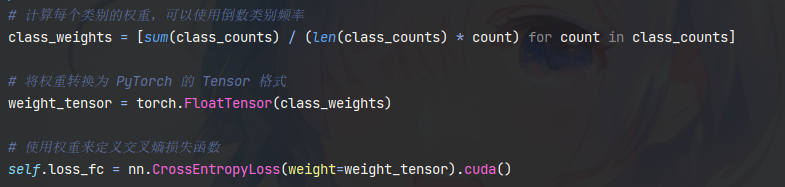 # 计算每个类别的权重，可以使用倒数类别频率
class_weights = [sum(class_counts) / (len(class_counts) * count) for count in class_counts]
# 将权重转换为 PyTorch 的 Tensor 格式
weight_tensor = torch.FloatTensor(class_weights)
# 使用权重来定义交叉熵损失函数
self.loss_fc = nn.CrossEntropyLoss(weight=weight_tensor).cuda()